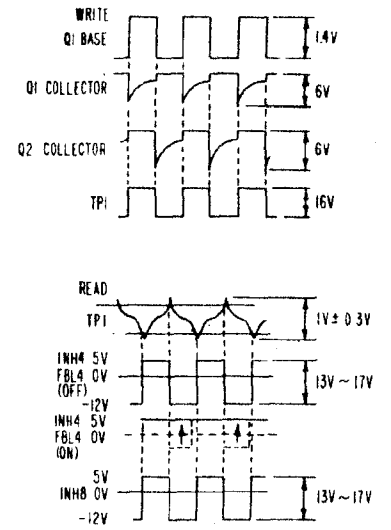 WRITE
Q1 BASE
1.4V
Q1 COLLECTOR
6V
Q2 COLLECTOR
6V
TP1
16V
READ
TP1
1V ± 0.3V
INH4 5V
FBL4 0V
(OFF)
-12V
13V ~ 17V
INH4 5V
FBL4 0V
(ON)
5V
INH8 0V
-12V
13V ~ 17V